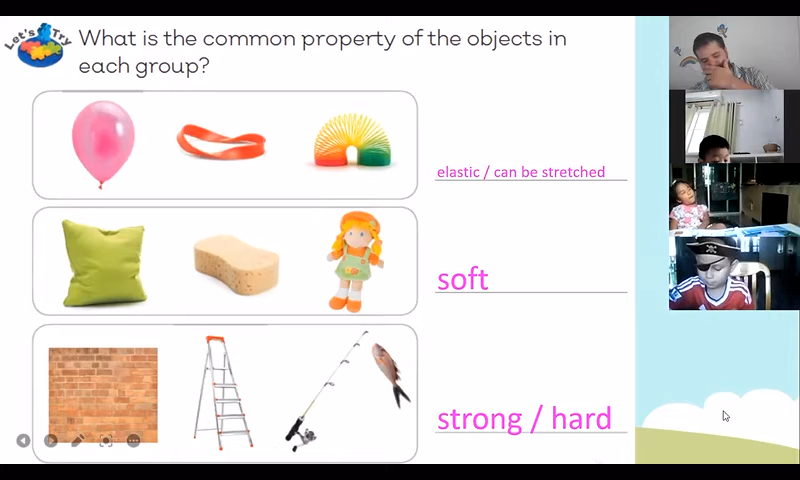 Let's Try
What is the common property of the objects in
each group?
elastic / can be stretched
soft
strong / hard